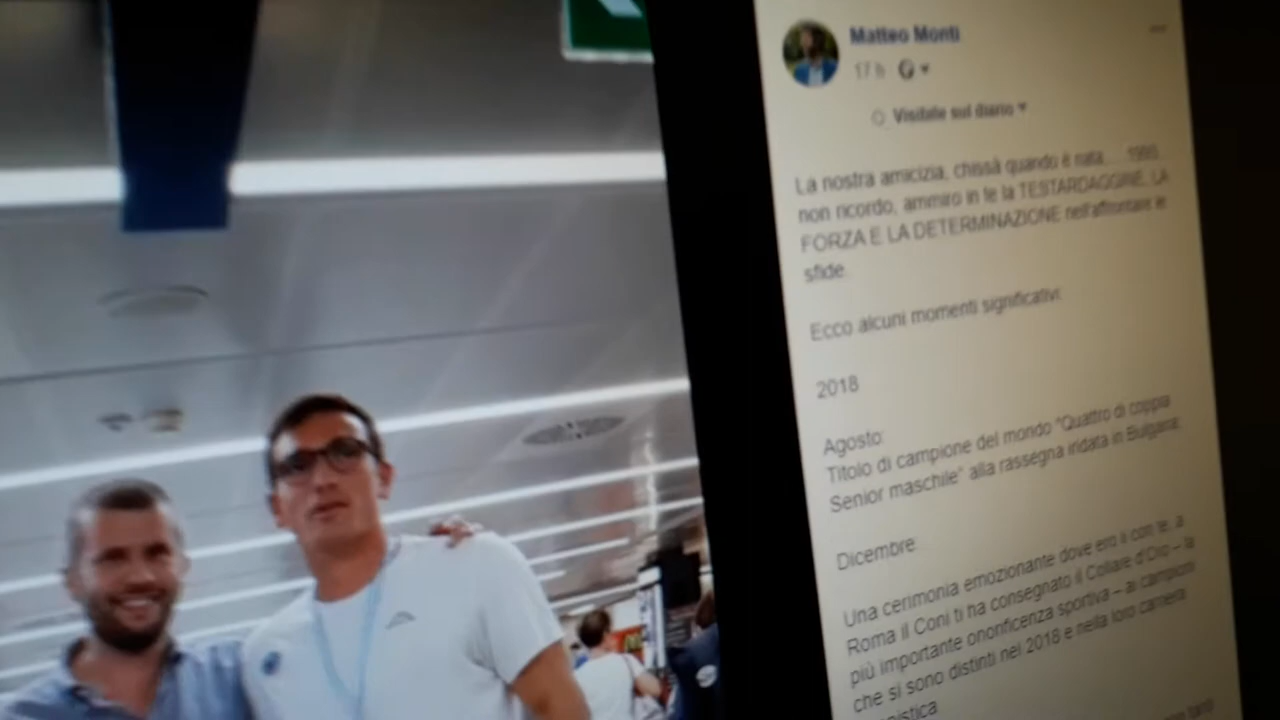 Matteo Monti
17 h
Visibile sul diario
La nostra amicizia, chissà quando è nata.....1990,
non ricordo, ammiro in te la TESTARDAGGINE, LA
FORZA E LA DETERMINAZIONE nell'affrontare le
sfide.
Ecco alcuni momenti significativi:
2018
Agosto:
Titolo di campione del mondo "Quattro di coppia
Senior maschile" alla rassegna iridata in Bulgaria;
Dicembre
Una cerimonia emozionante dove ero lì con te, a
Roma il Coni ti ha consegnato il Collare d'Oro – la
più importante onorificenza sportiva – ai campioni
che si sono distinti nel 2018 e nella loro carriera